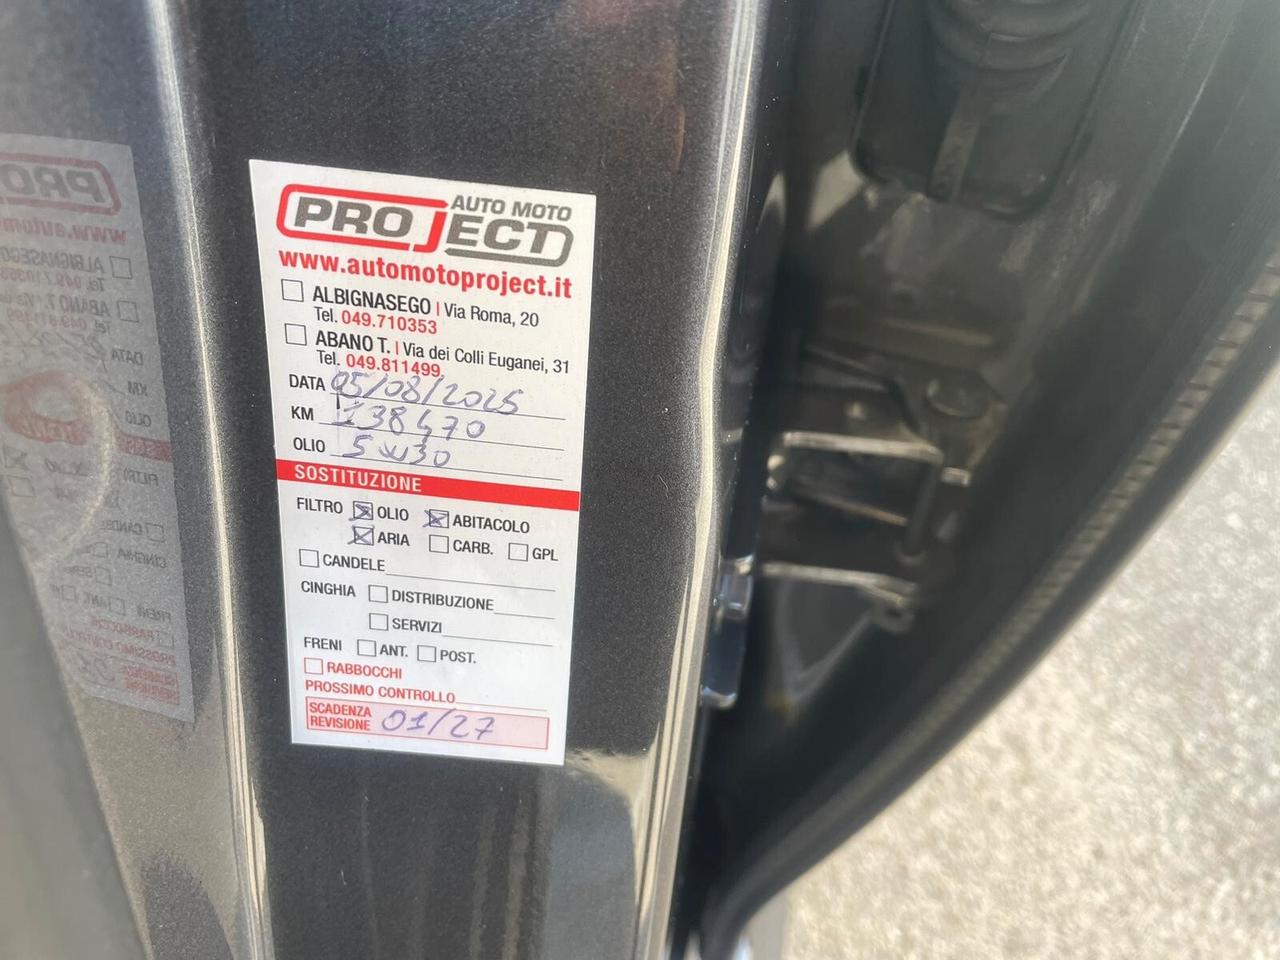 AUTO MOTO
PROJECT
www.automotoproject.it
ALBIGNASEGO | Via Roma, 20
Tel. 049.710353
ABANO T. | Via dei Colli Euganei, 31
Tel. 049.811499
DATA 05/08/2025
KM 138470
OLIO 5W30
SOSTITUZIONE
FILTRO OLIO ABITACOLO
ARIA CARB. GPL
CANDELE
CINGHIA DISTRIBUZIONE
SERVIZI
FRENI ANT. POST.
RABBOCCHI
PROSSIMO CONTROLLO
SCADENZA
REVISIONE 01/27